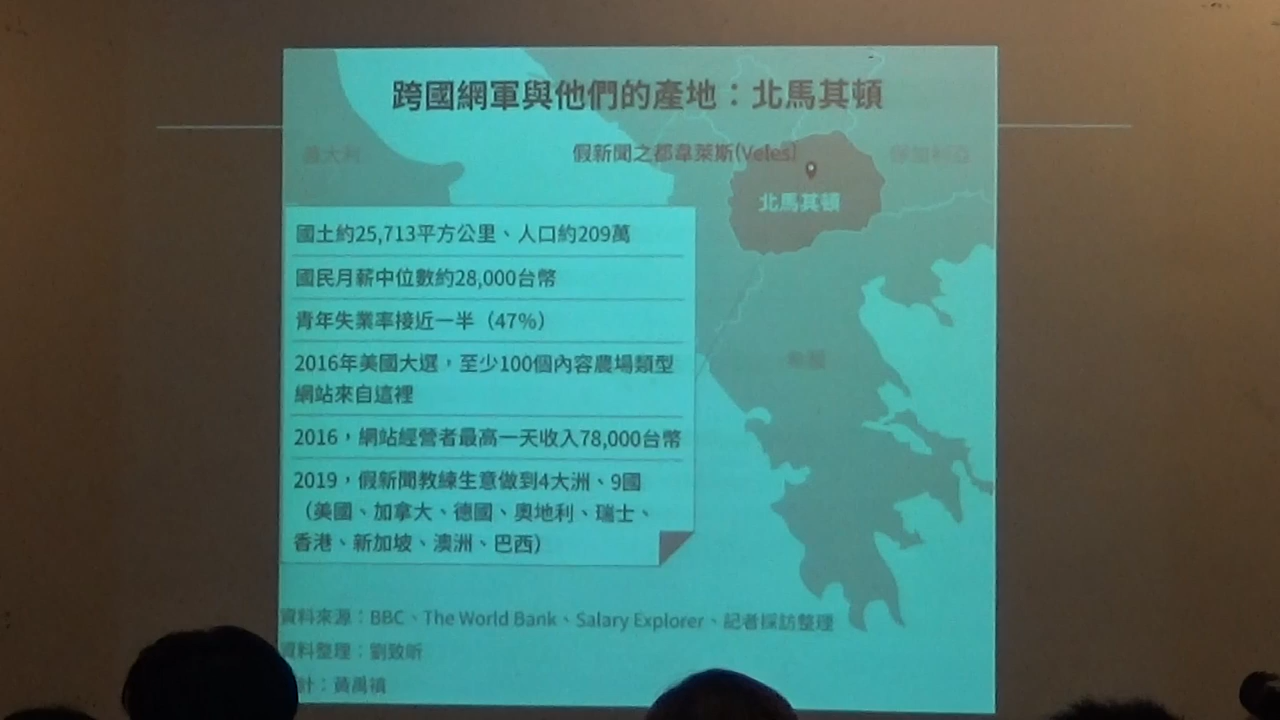 跨國網軍與他們的產地：北馬其頓
義大利
假新聞之都韋萊斯(Veles)
保加利亞
北馬其頓
國土約25,713平方公里、人口約209萬
國民月薪中位數約28,000台幣
青年失業率接近一半（47%）
2016年美國大選，至少100個內容農場類型
網站來自這裡
2016，網站經營者最高一天收入78,000台幣
2019，假新聞教練生意做到4大洲、9國
（美國、加拿大、德國、奧地利、瑞士、
香港、新加坡、澳洲、巴西）
希臘
資料來源：BBC、The World Bank、Salary Explorer、記者採訪整理
資料整理：劉致昕
計：黃禹禛